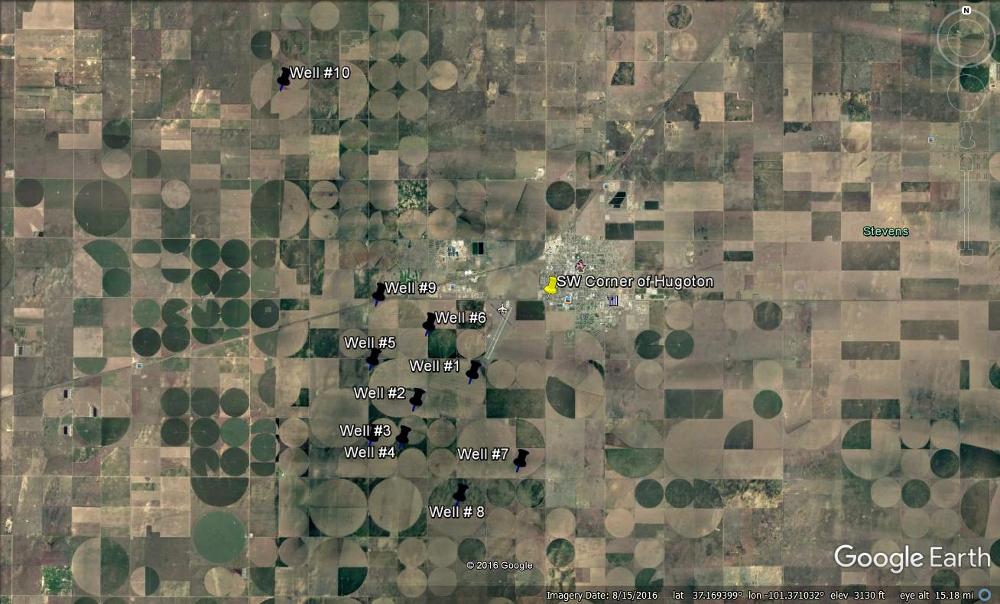 N
Well #10
Stevens
SW Corner of Hugoton
Well #9
Well #6
Well #5
Well #1
Well #2
Well #3
Well #4
Well #7
Well # 8
© 2016 Google
Google Earth
Imagery Date: 8/15/2016 lat 37.169399° lon -101.371032° elev 3130 ft eye alt 15.18 mi